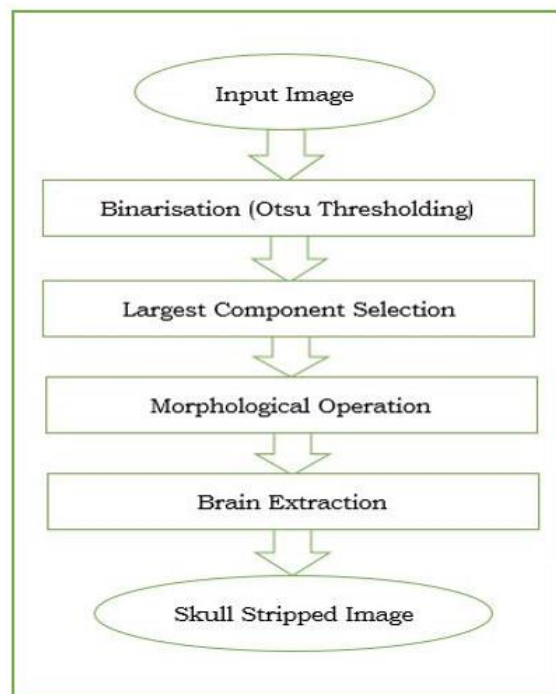 Input Image
Binarisation (Otsu Thresholding)
Largest Component Selection
Morphological Operation
Brain Extraction
Skull Stripped Image